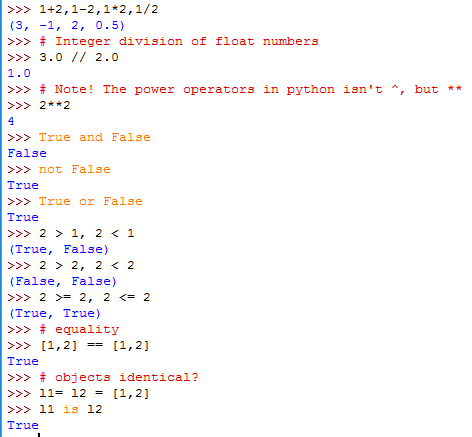 >>> 1+2,1-2,1*2,1/2
(3, -1, 2, 0.5)
>>> # Integer division of float numbers
>>> 3.0 // 2.0
1.0
>>> # Note! The power operators in python isn't ^, but **
>>> 2**2
4
>>> True and False
False
>>> not False
True
>>> True or False
True
>>> 2 > 1, 2 < 1
(True, False)
>>> 2 > 2, 2 < 2
(False, False)
>>> 2 >= 2, 2 <= 2
(True, True)
>>> # equality
>>> [1,2] == [1,2]
True
>>> # objects identical?
>>> l1= l2 = [1,2]
>>> l1 is l2
True